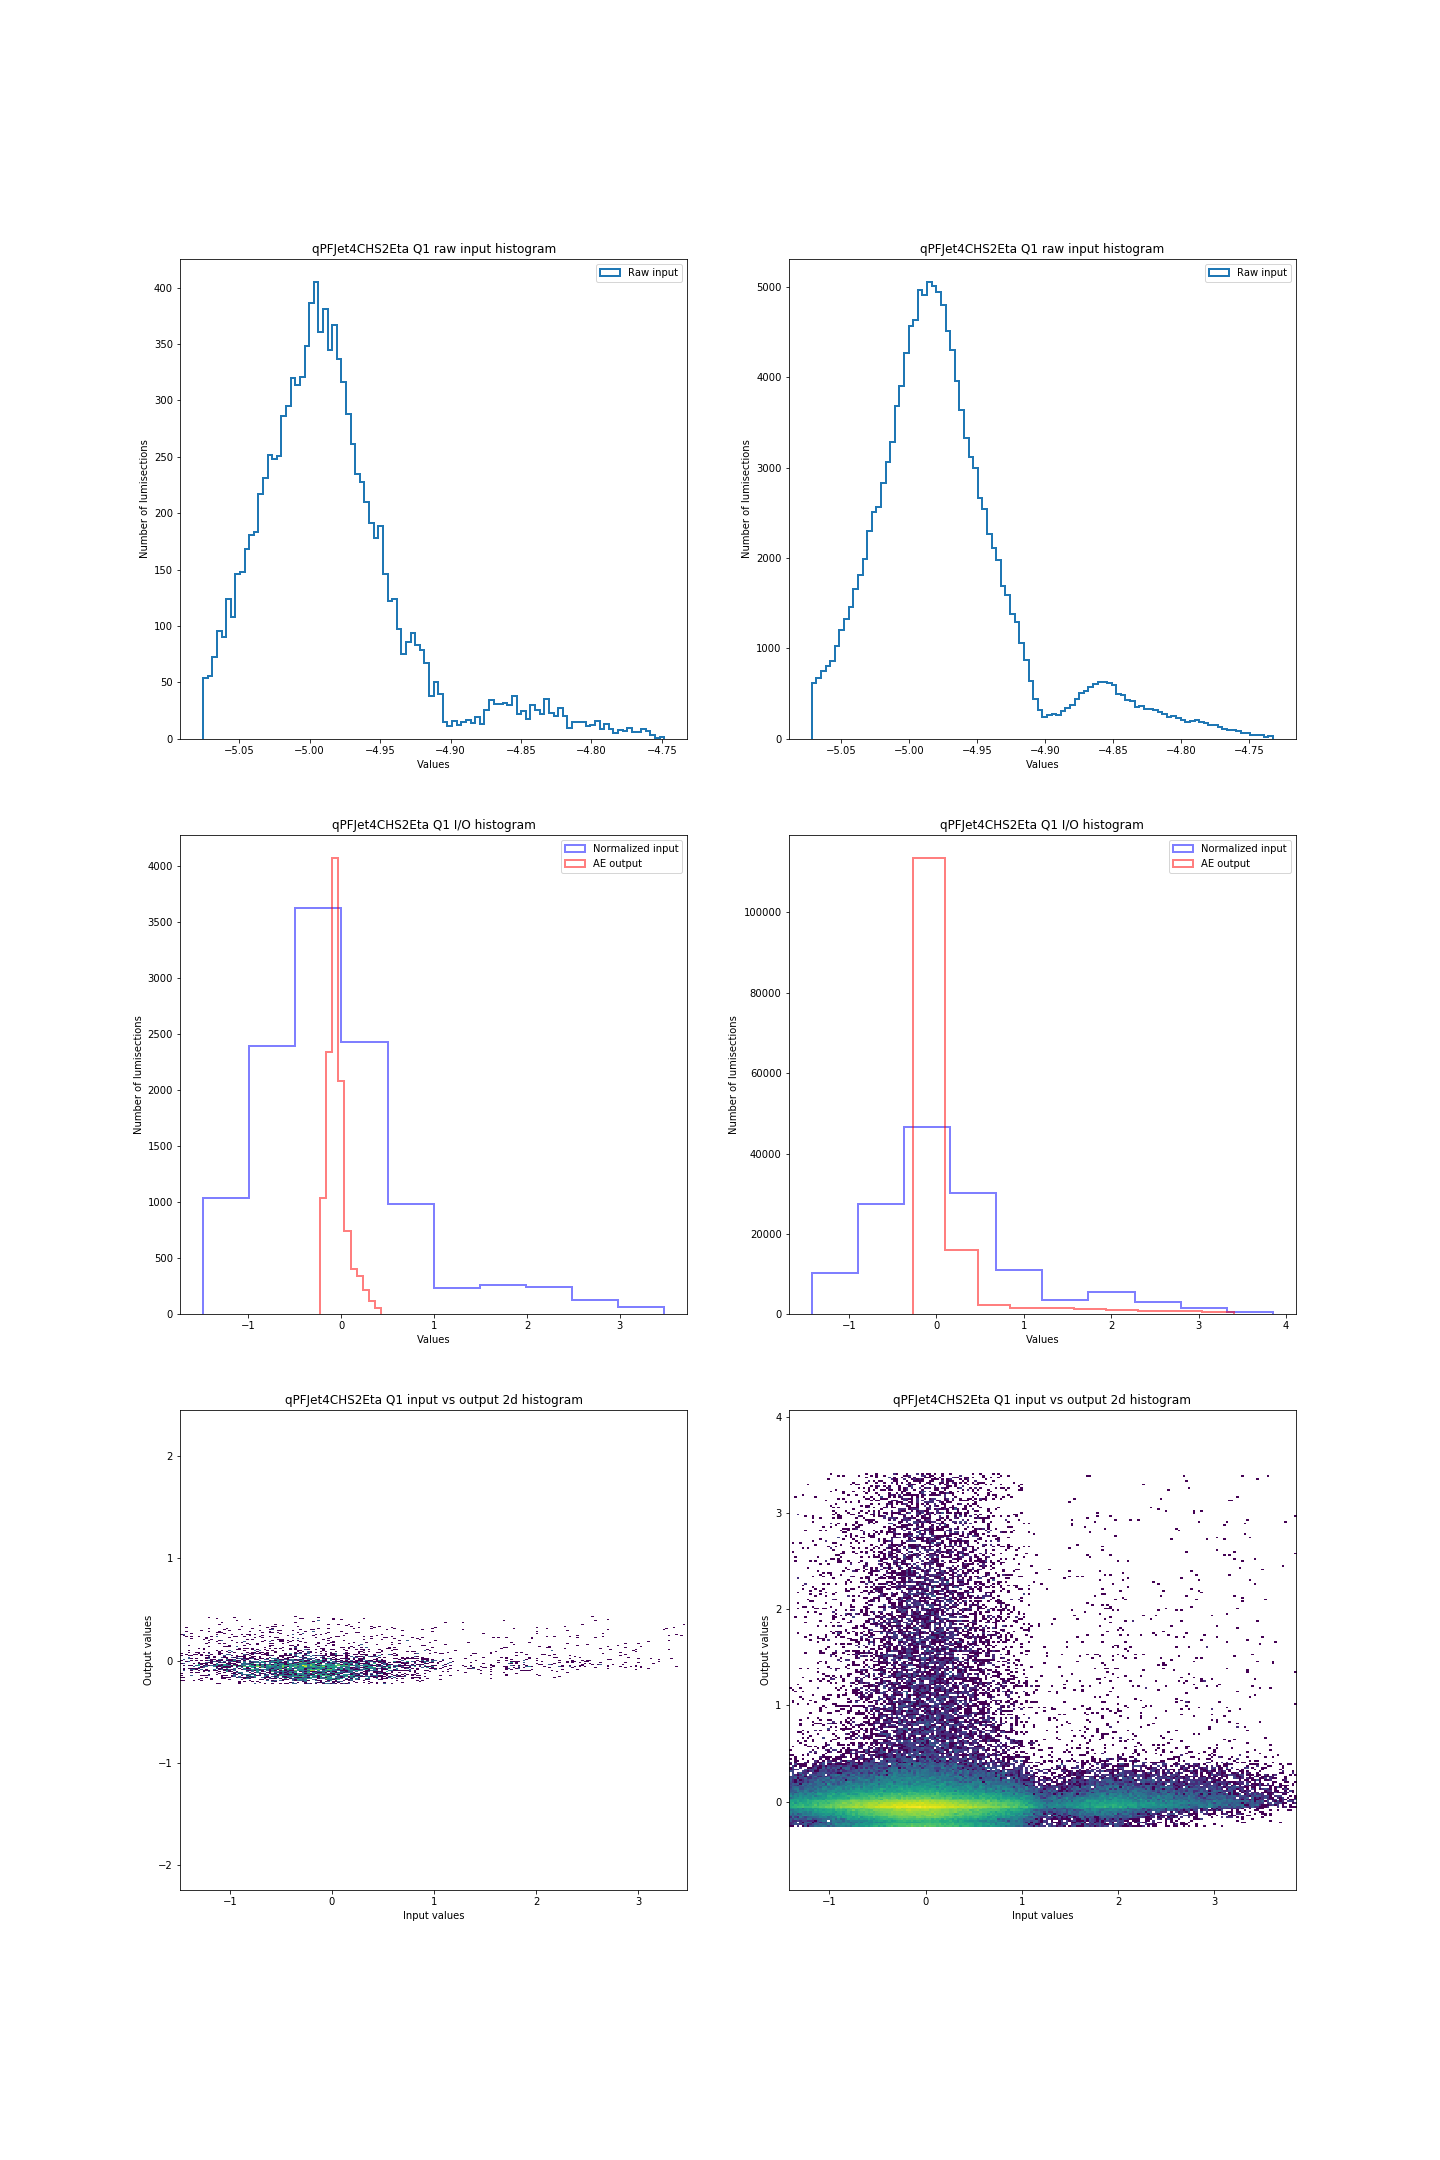 qPFJet4CHS2Eta Q1 raw input histogram
Raw input
Number of lumisections
400
350
300
250
200
150
100
50
0
−5.05 −5.00 −4.95 −4.90 −4.85 −4.80 −4.75
Values
qPFJet4CHS2Eta Q1 raw input histogram
Raw input
Number of lumisections
5000
4000
3000
2000
1000
0
−5.05 −5.00 −4.95 −4.90 −4.85 −4.80 −4.75
Values
qPFJet4CHS2Eta Q1 I/O histogram
Normalized input
AE output
Number of lumisections
4000
3500
3000
2500
2000
1500
1000
500
0
−1 0 1 2 3
Values
qPFJet4CHS2Eta Q1 I/O histogram
Normalized input
AE output
Number of lumisections
100000
80000
60000
40000
20000
0
−1 0 1 2 3 4
Values
qPFJet4CHS2Eta Q1 input vs output 2d histogram
Output values
2
1
0
−1
−2
−1 0 1 2 3
Input values
qPFJet4CHS2Eta Q1 input vs output 2d histogram
Output values
4
3
2
1
0
−1 0 1 2 3
Input values